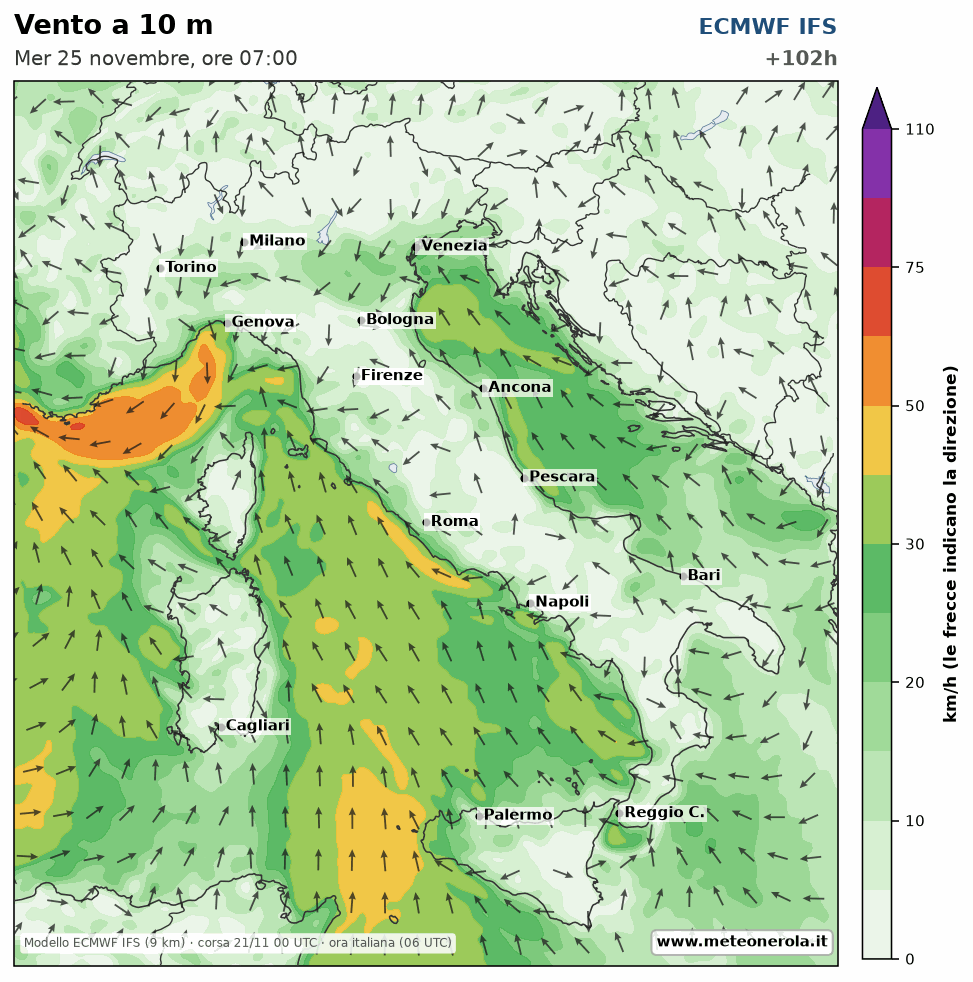 Vento a 10 m
ECMWF IFS
Mer 25 novembre, ore 07:00
+102h
110
75
50
30
20
10
0
km/h (le frecce indicano la direzione)
Milano
Venezia
Torino
Genova
Bologna
Firenze
Ancona
Pescara
Roma
Bari
Napoli
Cagliari
Palermo
Reggio C.
Modello ECMWF IFS (9 km) · corsa 21/11 00 UTC · ora italiana (06 UTC)
www.meteonerola.it